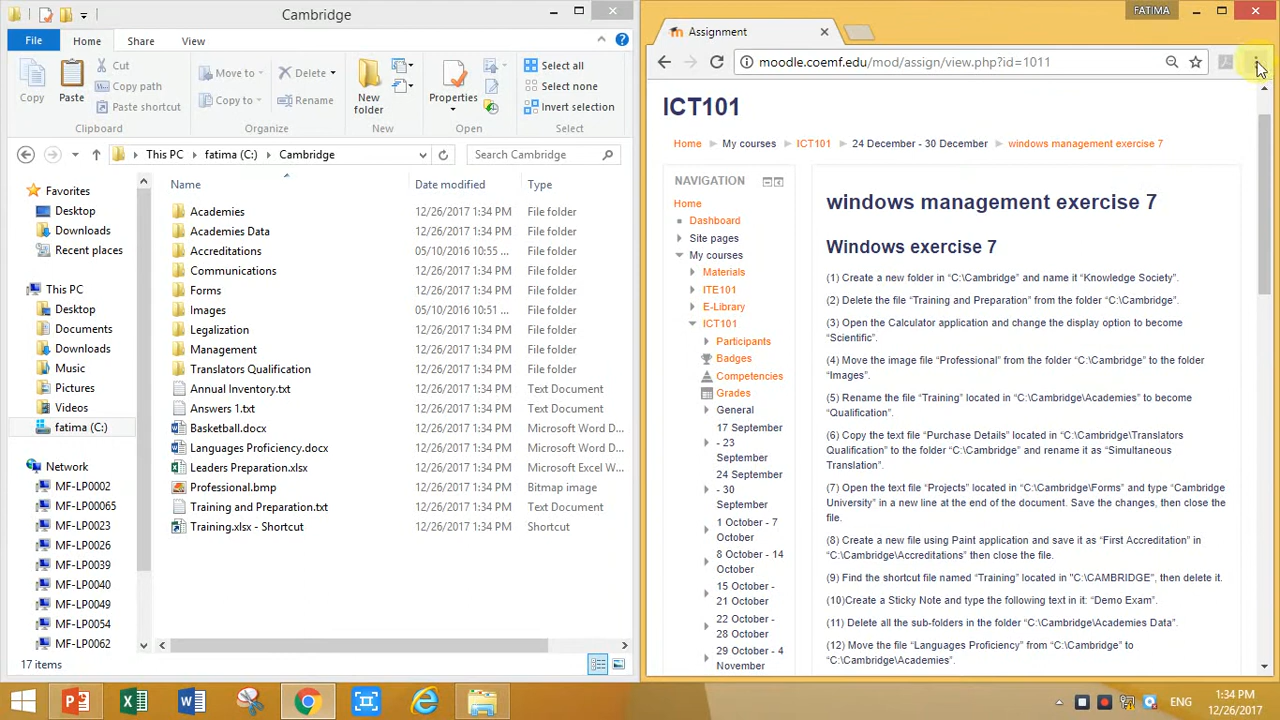 Cambridge
File
Home
Share
View
Copy
Paste
Cut
Copy path
Paste shortcut
Clipboard
Move to
Copy to
Delete
Rename
Organize
New folder
New
Properties
Open
Select all
Select none
Invert selection
Select
This PC
fatima (C:)
Cambridge
Search Cambridge
Favorites
Desktop
Downloads
Recent places
This PC
Desktop
Documents
Downloads
Music
Pictures
Videos
fatima (C:)
Network
MF-LP0002
MF-LP00065
MF-LP0023
MF-LP0026
MF-LP0039
MF-LP0040
MF-LP0049
MF-LP0054
MF-LP0062
Name Date modified Type
Academies 12/26/2017 1:34 PM File folder
Academies Data 12/26/2017 1:34 PM File folder
Accreditations 05/10/2016 10:55 ... File folder
Communications 12/26/2017 1:34 PM File folder
Forms 12/26/2017 1:34 PM File folder
Images 05/10/2016 10:51 ... File folder
Legalization 12/26/2017 1:34 PM File folder
Management 12/26/2017 1:34 PM File folder
Translators Qualification 12/26/2017 1:34 PM File folder
Annual Inventory.txt 12/26/2017 1:34 PM Text Document
Answers 1.txt 12/26/2017 1:34 PM Text Document
Basketball.docx 12/26/2017 1:34 PM Microsoft Word D...
Languages Proficiency.docx 12/26/2017 1:34 PM Microsoft Word D...
Leaders Preparation.xlsx 12/26/2017 1:34 PM Microsoft Excel W...
Professional.bmp 12/26/2017 1:34 PM Bitmap image
Training and Preparation.txt 12/26/2017 1:34 PM Text Document
Training.xlsx - Shortcut 12/26/2017 1:34 PM Shortcut
17 items
FATIMA
Assignment
moodle.coemf.edu/mod/assign/view.php?id=1011
ICT101
Home
My courses
ICT101
24 December - 30 December
windows management exercise 7
NAVIGATION
Home
Dashboard
Site pages
My courses
Materials
ITE101
E-Library
ICT101
Participants
Badges
Competencies
Grades
General
17 September
- 23
September
24 September
- 30
September
1 October - 7
October
8 October - 14
October
15 October -
21 October
22 October -
28 October
29 October - 4
November
windows management exercise 7
Windows exercise 7
(1) Create a new folder in “C:\Cambridge” and name it “Knowledge Society”.
(2) Delete the file “Training and Preparation” from the folder “C:\Cambridge”.
(3) Open the Calculator application and change the display option to become
“Scientific”.
(4) Move the image file “Professional” from the folder “C:\Cambridge” to the folder
“Images”.
(5) Rename the file “Training” located in “C:\Cambridge\Academies” to become
“Qualification”.
(6) Copy the text file “Purchase Details” located in “C:\Cambridge\Translators
Qualification” to the folder “C:\Cambridge” and rename it as “Simultaneous
Translation”.
(7) Open the text file “Projects” located in “C:\Cambridge\Forms” and type “Cambridge
University” in a new line at the end of the document. Save the changes, then close the
file.
(8) Create a new file using Paint application and save it as “First Accreditation” in
“C:\Cambridge\Accreditations” then close the file.
(9) Find the shortcut file named “Training” located in "C:\CAMBRIDGE”, then delete it.
(10)Create a Sticky Note and type the following text in it: “Demo Exam”.
(11) Delete all the sub-folders in the folder “C:\Cambridge\Academies Data”.
(12) Move the file “Languages Proficiency” from “C:\Cambridge” to
“C:\Cambridge\Academies”.
ENG
1:34 PM
12/26/2017